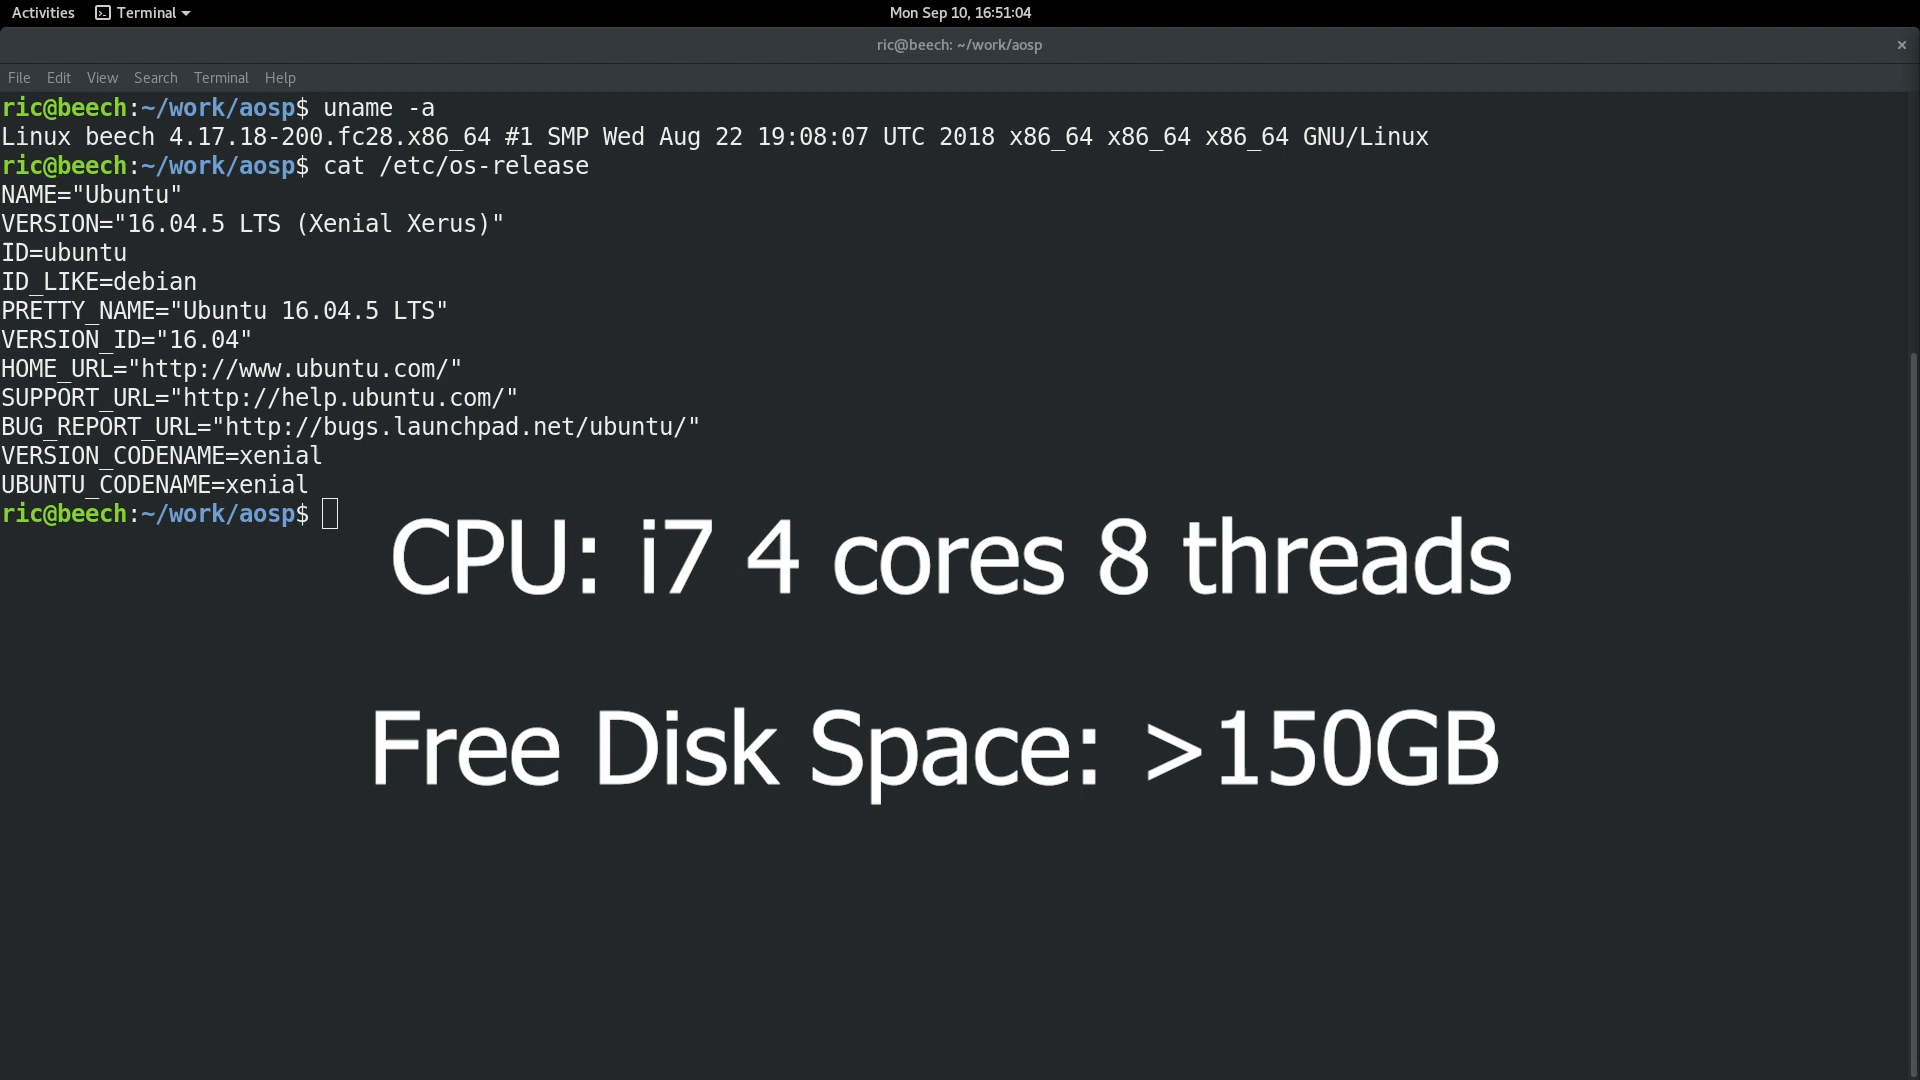 Activities Terminal Mon Sep 10, 16:51:04
ric@beech: ~/work/aosp ×
File Edit View Search Terminal Help
ric@beech:~/work/aosp$ uname -a
Linux beech 4.17.18-200.fc28.x86_64 #1 SMP Wed Aug 22 19:08:07 UTC 2018 x86_64 x86_64 x86_64 GNU/Linux
ric@beech:~/work/aosp$ cat /etc/os-release
NAME="Ubuntu"
VERSION="16.04.5 LTS (Xenial Xerus)"
ID=ubuntu
ID_LIKE=debian
PRETTY_NAME="Ubuntu 16.04.5 LTS"
VERSION_ID="16.04"
HOME_URL="http://www.ubuntu.com/"
SUPPORT_URL="http://help.ubuntu.com/"
BUG_REPORT_URL="http://bugs.launchpad.net/ubuntu/"
VERSION_CODENAME=xenial
UBUNTU_CODENAME=xenial
ric@beech:~/work/aosp$
CPU: i7 4 cores 8 threads
Free Disk Space: >150GB